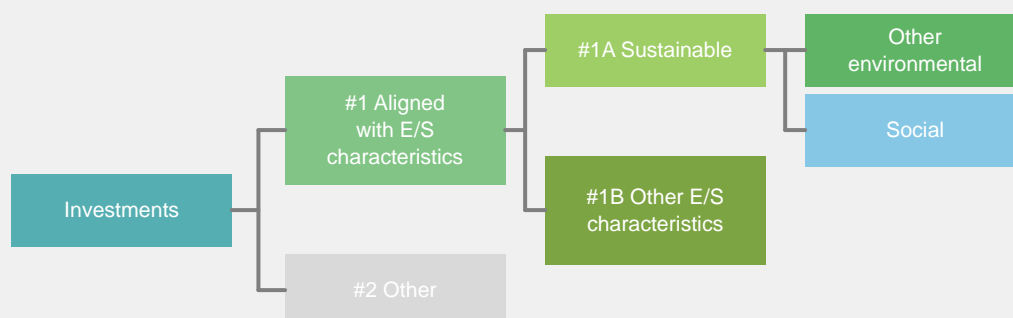 #1A Sustainable
Other
environmental
#1 Aligned
with E/S
characteristics
Social
Investments
#1B Other E/S
characteristics
#2 Other